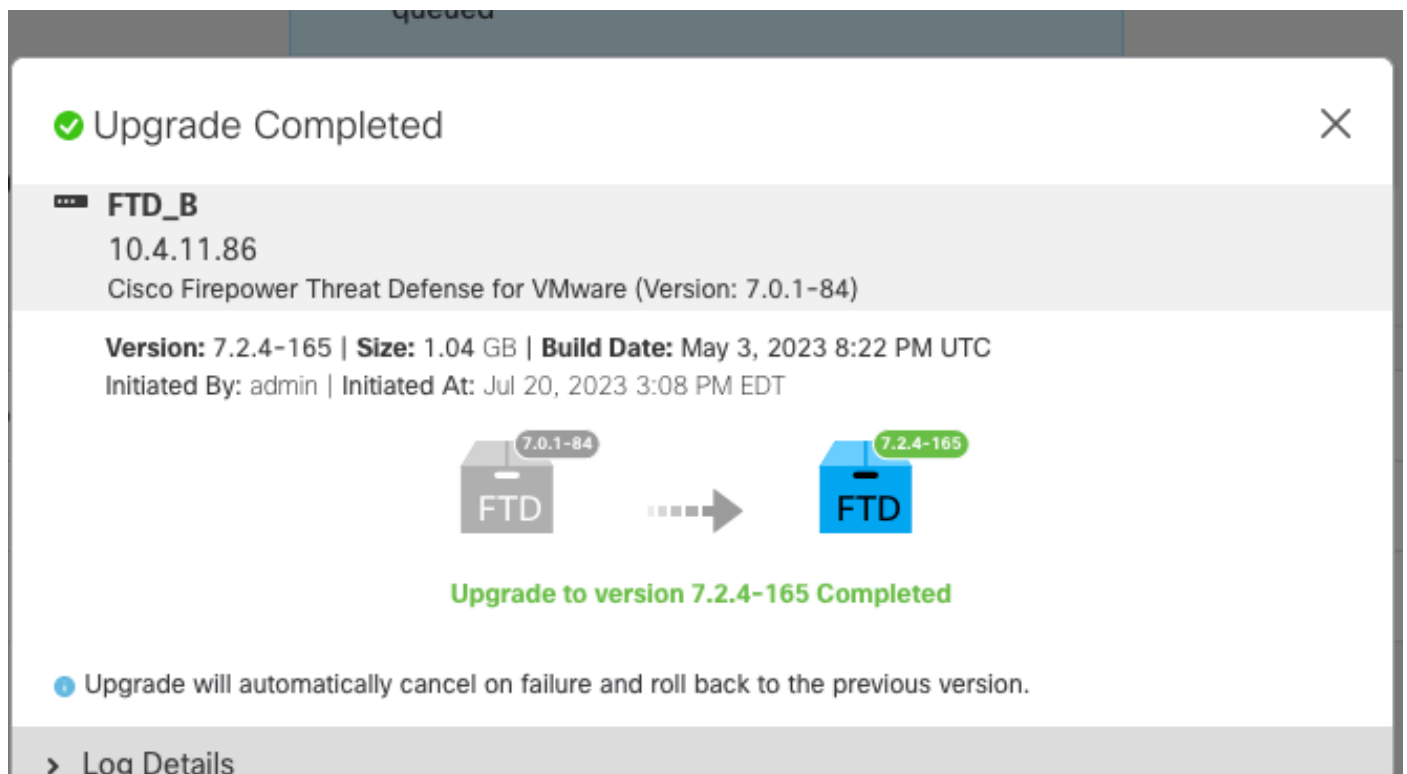 queued
Upgrade Completed
FTD_B
10.4.11.86
Cisco Firepower Threat Defense for VMware (Version: 7.0.1-84)
Version: 7.2.4-165 | Size: 1.04 GB | Build Date: May 3, 2023 8:22 PM UTC
Initiated By: admin | Initiated At: Jul 20, 2023 3:08 PM EDT
7.0.1-84 7.2.4-165
FTD FTD
Upgrade to version 7.2.4-165 Completed
Upgrade will automatically cancel on failure and roll back to the previous version.
Log Details